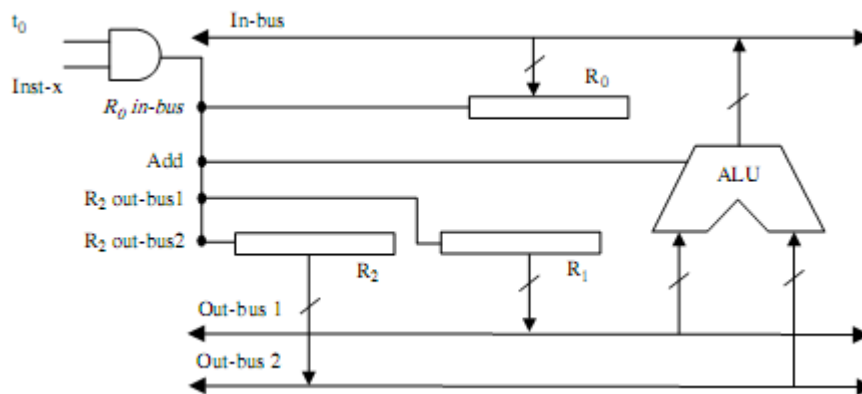 t₀
In-bus
Inst-x
R₀
R₀ in-bus
Add
ALU
R₂ out-bus1
R₂ out-bus2
R₂
R₁
Out-bus 1
Out-bus 2